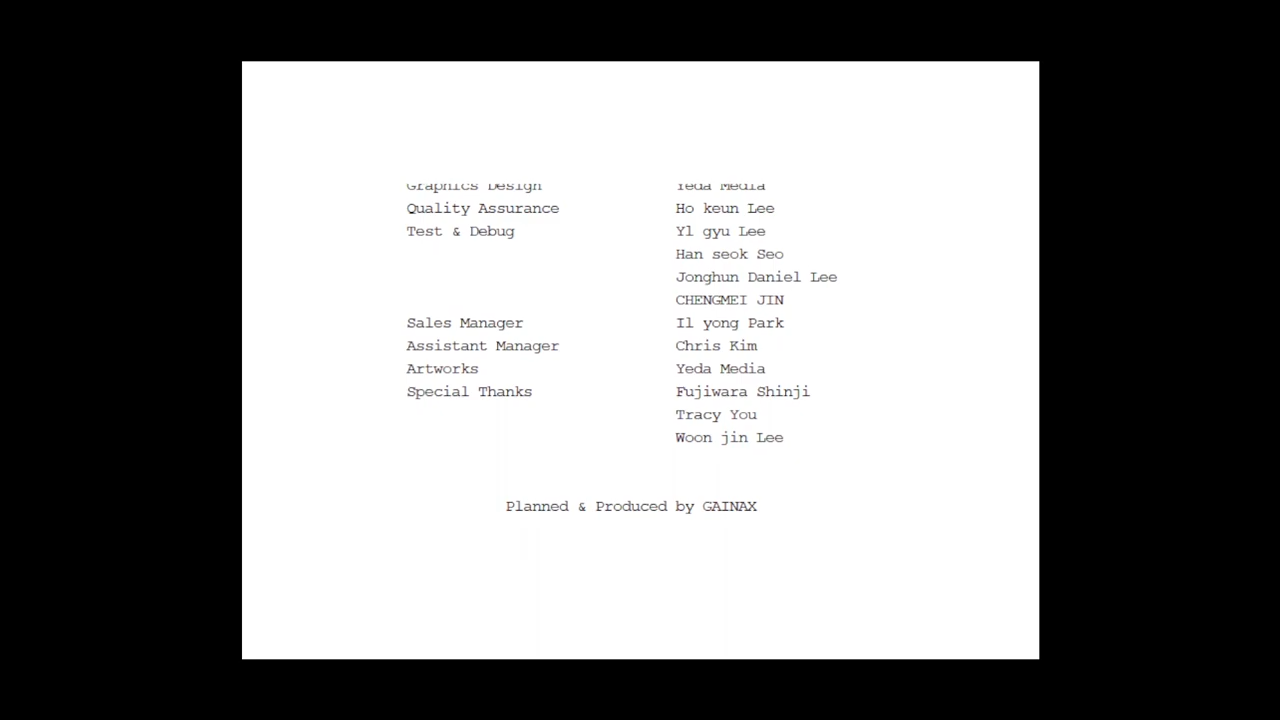 Graphics Design Yeda Media
Quality Assurance Ho keun Lee
Test & Debug Yl gyu Lee
Han seok Seo
Jonghun Daniel Lee
CHENGMEI JIN
Sales Manager Il yong Park
Assistant Manager Chris Kim
Artworks Yeda Media
Special Thanks Fujiwara Shinji
Tracy You
Woon jin Lee
Planned & Produced by GAINAX